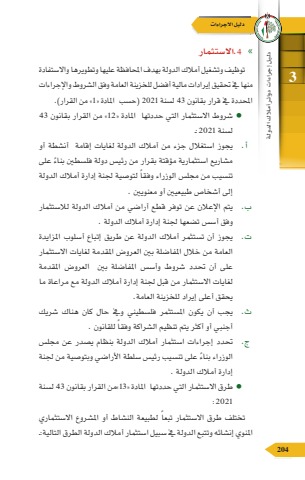 دليل الاجراءات
دليل إجراءات دوائر أملاك الدولة
3
» 1.4 الاستثمار
توظيف وتشغيل أملاك الدولة بهدف المحافظة عليها وتطويرها والاستفادة
منها في تحقيق إيرادات مالية أفضل للخزينة العامة وفق الشروط والإجراءات
المحددة في قرار بقانون 43 لسنة 2021 (حسب المادة «1» من القرار).
● شروط الاستثمار التي حددتها المادة «12» من القرار بقانون 43
لسنة 2021 :ـ
أ. يجوز استغلال جزء من أملاك الدولة لغايات إقامة أنشطة أو
مشاريع استثمارية مؤقتة بقرار من رئيس دولة فلسطين بناءً على
تنسيب من مجلس الوزراء وفقاً لتوصية لجنة إدارة أملاك الدولة
إلى أشخاص طبيعيين أو معنويين .
ب. يتم الإعلان عن توفر قطع أراضي من أملاك الدولة للاستثمار
وفق أسس تضعها لجنة إدارة أملاك الدولة .
ت. يجوز أن تستثمر أملاك الدولة عن طريق إتباع أسلوب المزايدة
العامة من خلال المفاضلة بين العروض المقدمة لغايات الاستثمار
على أن تحدد شروط وأسس المفاضلة بين العروض المقدمة
لغايات الاستثمار من قبل لجنة إدارة أملاك الدولة مع مراعاة ما
يحقق أعلى إيراد للخزينة العامة.
ث. يجب أن يكون المستثمر فلسطيني وفي حال كان هناك شريك
أجنبي أو أكثر يتم تنظيم الشراكة وفقاً للقانون .
ج. تحدد إجراءات استثمار أملاك الدولة بنظام يصدر عن مجلس
الوزراء بناءً على تنسيب رئيس سلطة الأراضي وبتوصية من لجنة
إدارة أملاك الدولة .
● طرق الاستثمار التي حددتها المادة «13» من القرار بقانون 43 لسنة
2021 :
تختلف طرق الاستثمار تبعاً لطبيعة النشاط أو المشروع الاستثماري
المنوي إنشائه وتتبع الدولة في سبيل استثمار أملاك الدولة الطرق التالية:ـ
204